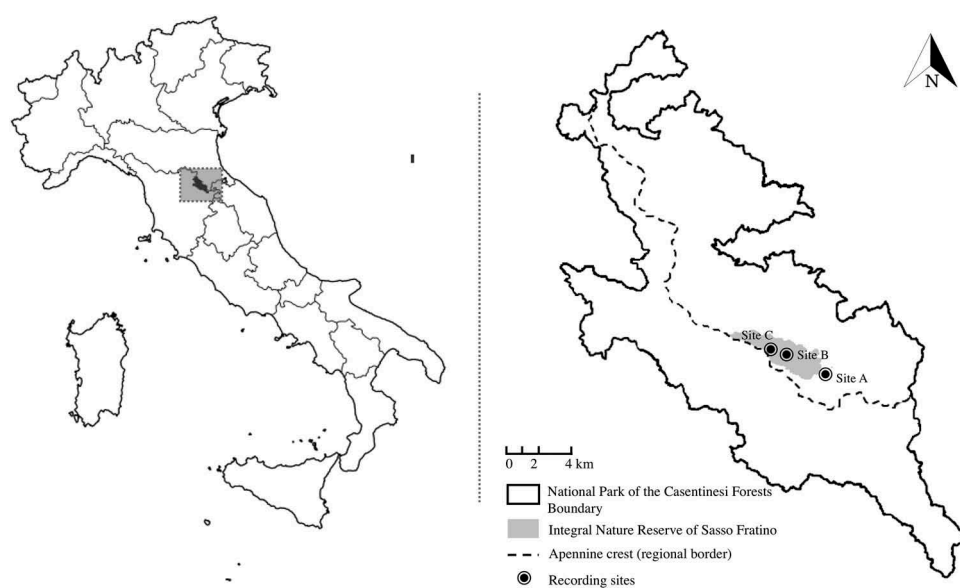 N
Site C
Site B
Site A
0 2 4 km
National Park of the Casentinesi Forests
Boundary
Integral Nature Reserve of Sasso Fratino
Apennine crest (regional border)
Recording sites